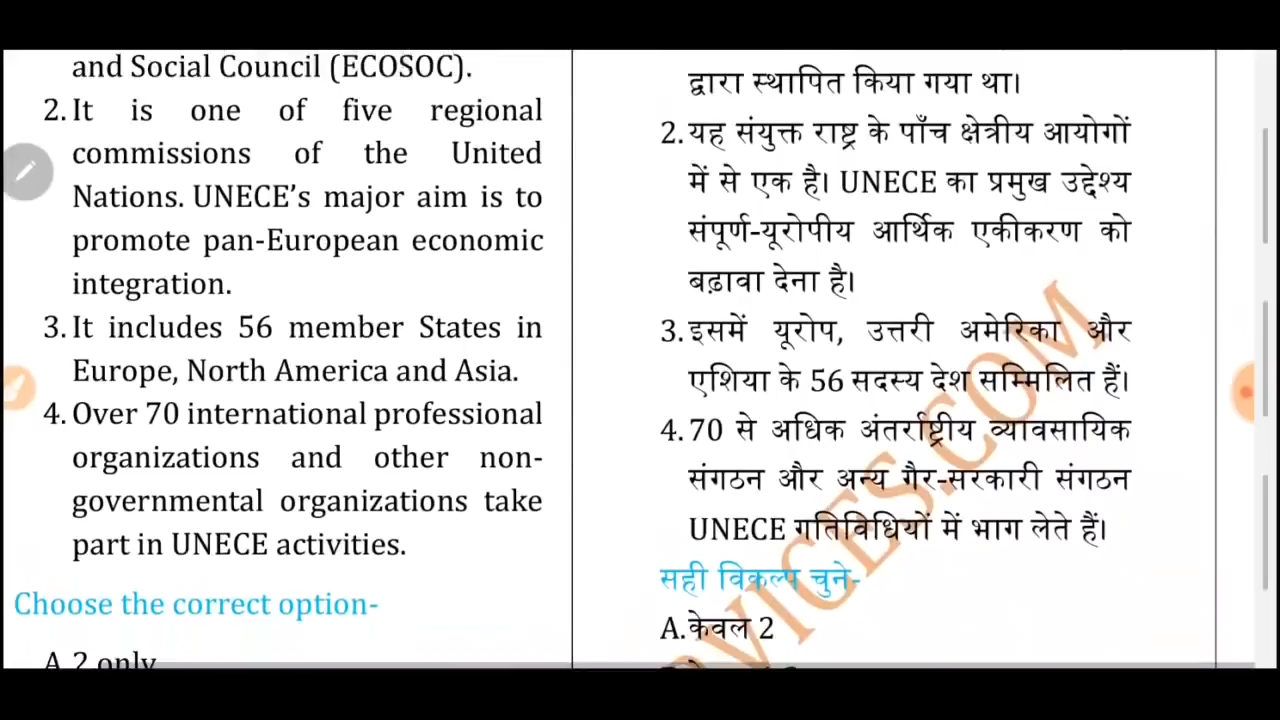 and Social Council (ECOSOC).
2. It is one of five regional
commissions of the United
Nations. UNECE’s major aim is to
promote pan-European economic
integration.
3. It includes 56 member States in
Europe, North America and Asia.
4. Over 70 international professional
organizations and other non-
governmental organizations take
part in UNECE activities.
Choose the correct option-
A. 2 only
द्वारा स्थापित किया गया था।
2. यह संयुक्त राष्ट्र के पाँच क्षेत्रीय आयोगों
में से एक है। UNECE का प्रमुख उद्देश्य
संपूर्ण-यूरोपीय आर्थिक एकीकरण को
बढ़ावा देना है।
3. इसमें यूरोप, उत्तरी अमेरिका और
एशिया के 56 सदस्य देश सम्मिलित हैं।
4. 70 से अधिक अंतर्राष्ट्रीय व्यावसायिक
संगठन और अन्य गैर-सरकारी संगठन
UNECE गतिविधियों में भाग लेते हैं।
सही विकल्प चुने-
A. केवल 2
RVICES.COM